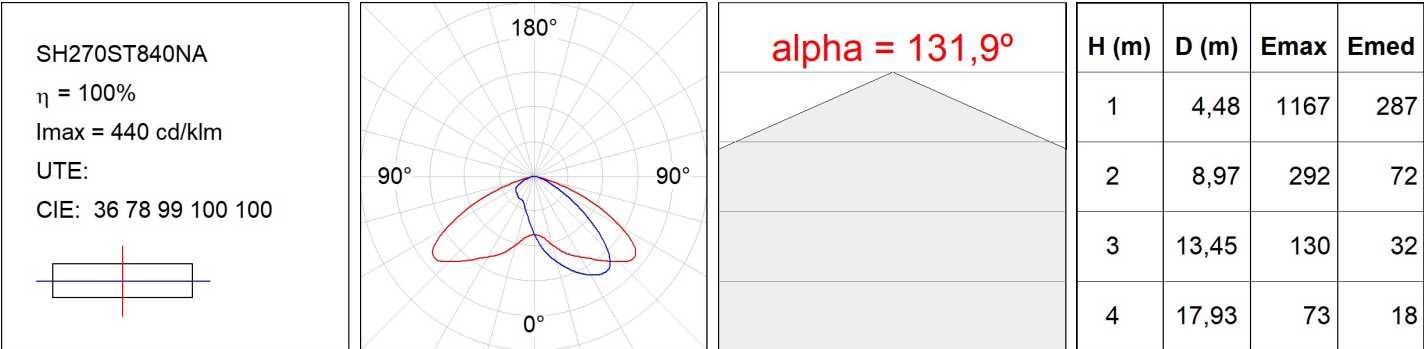 SH270ST840NA
η = 100%
Imax = 440 cd/klm
UTE:
CIE: 36 78 99 100 100
180°
90° 90°
0°
alpha = 131,9º
H (m) D (m) Emax Emed
1 4,48 1167 287
2 8,97 292 72
3 13,45 130 32
4 17,93 73 18